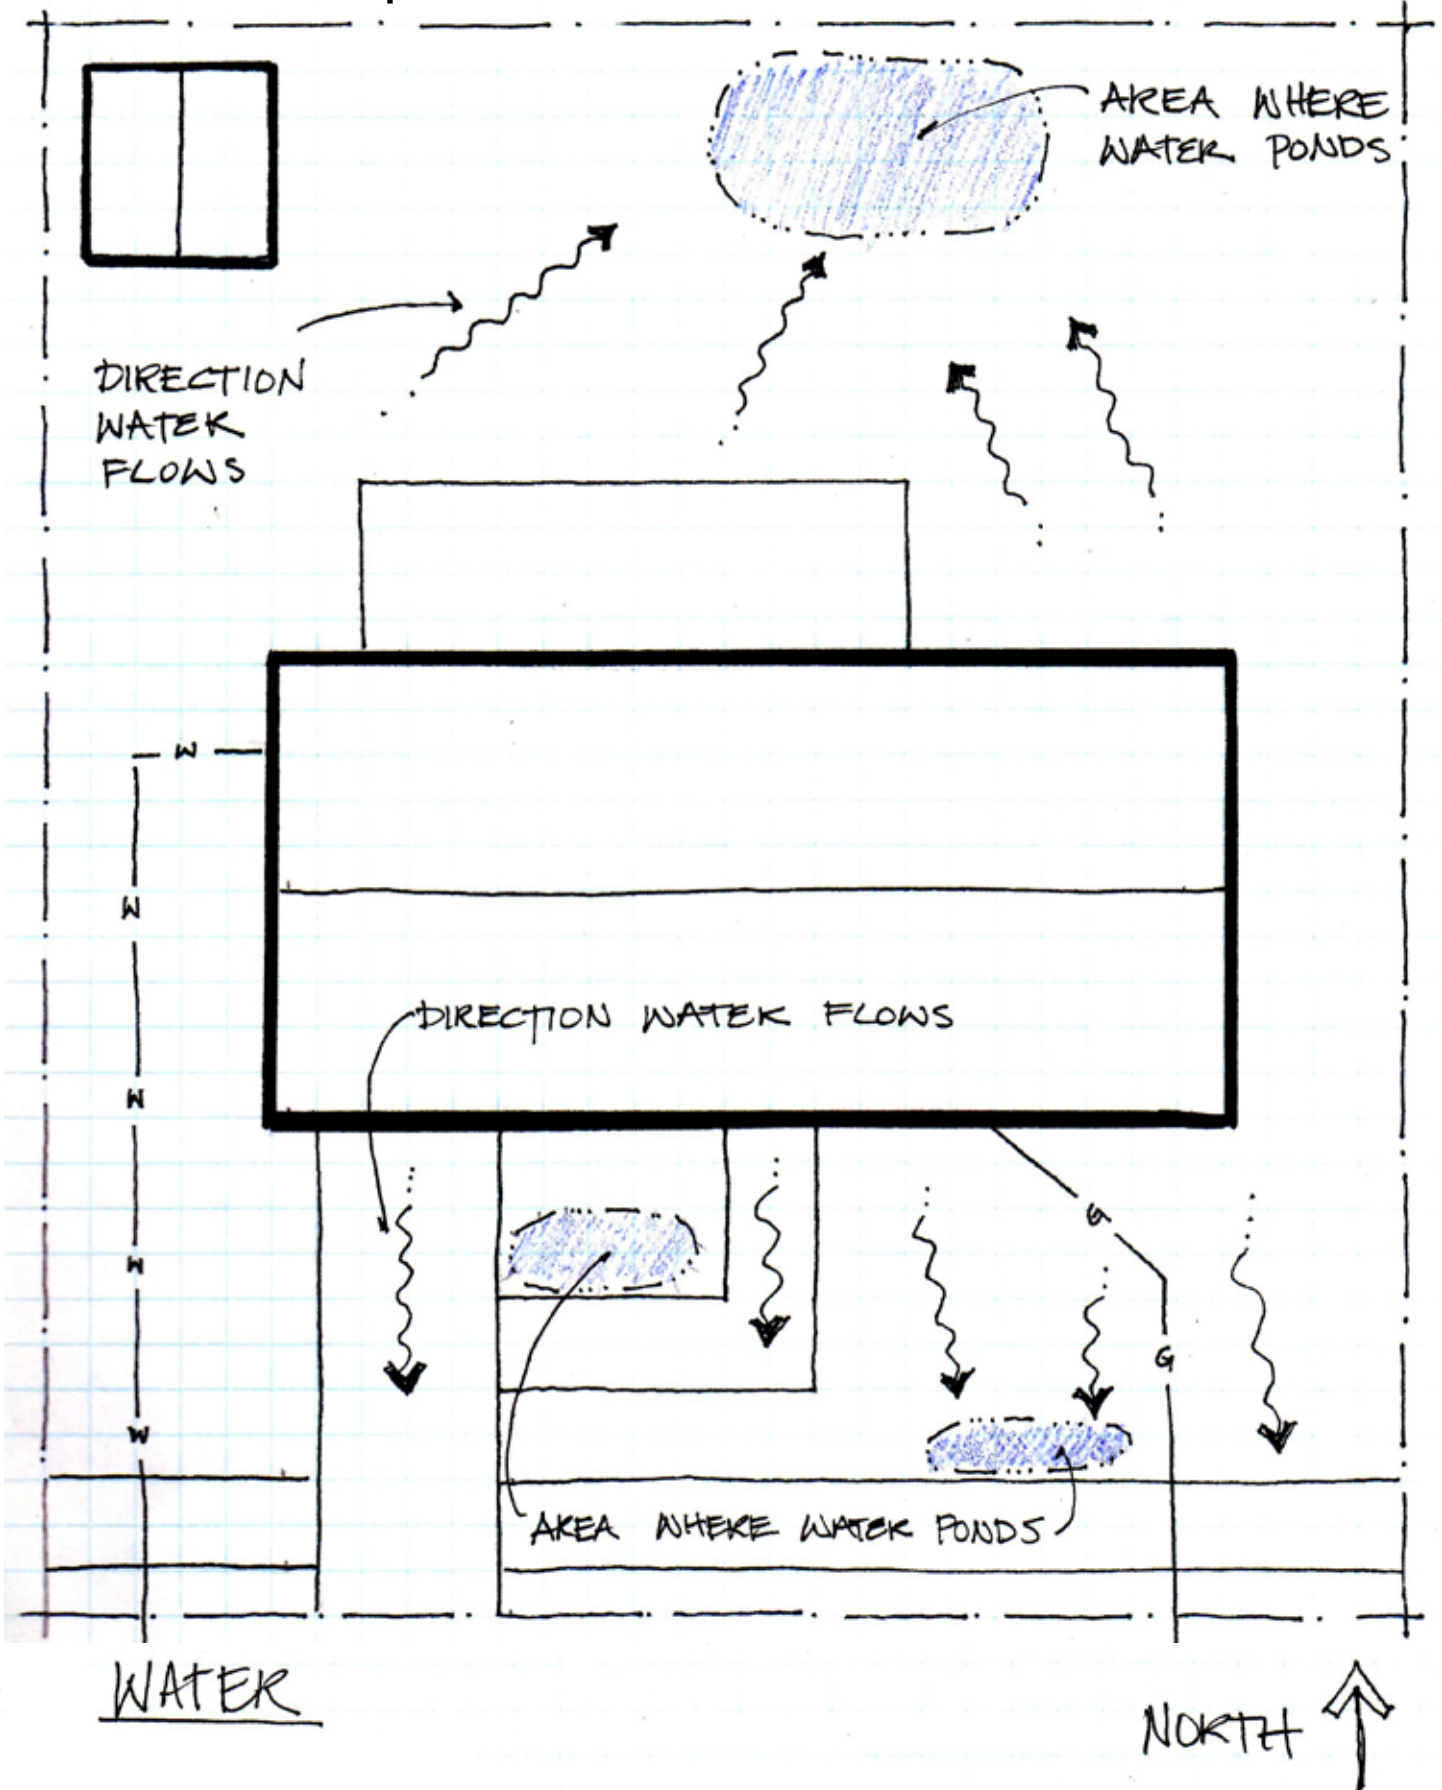 AREA WHERE
WATER PONDS
DIRECTION
WATER
FLOWS
W
W
DIRECTION WATER FLOWS
W
G
W
G
W
AREA WHERE WATER PONDS
WATER
NORTH